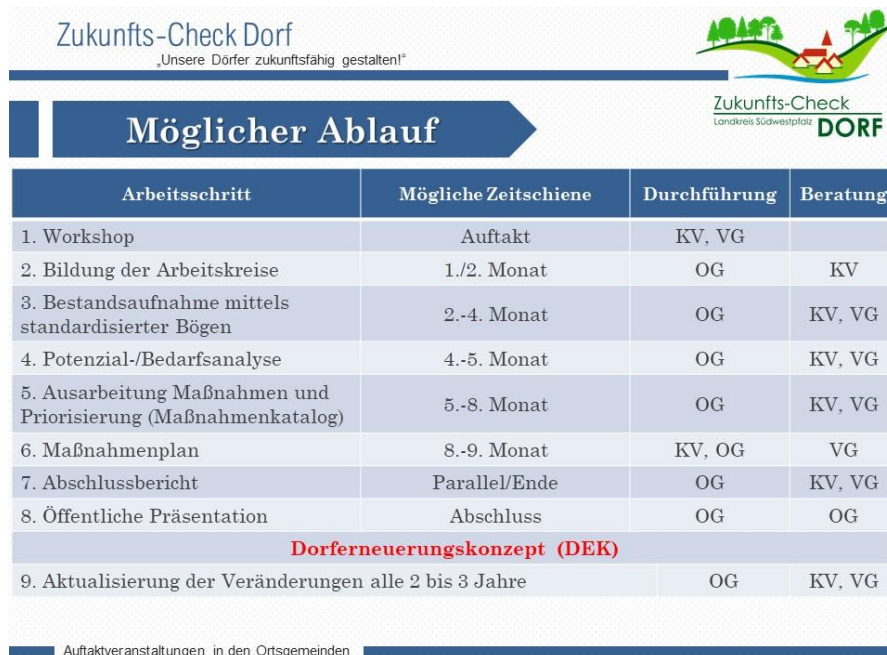 Zukunfts-Check Dorf
„Unsere Dörfer zukunftsfähig gestalten!“
Zukunfts-Check
Landkreis Südwestpfalz DORF
Möglicher Ablauf
Arbeitsschritt Mögliche Zeitschiene Durchführung Beratung
1. Workshop Auftakt KV, VG
2. Bildung der Arbeitskreise 1./2. Monat OG KV
3. Bestandsaufnahme mittels
standardisierter Bögen 2.-4. Monat OG KV, VG
4. Potenzial-/Bedarfsanalyse 4.-5. Monat OG KV, VG
5. Ausarbeitung Maßnahmen und
Priorisierung (Maßnahmenkatalog) 5.-8. Monat OG KV, VG
6. Maßnahmenplan 8.-9. Monat KV, OG VG
7. Abschlussbericht Parallel/Ende OG KV, VG
8. Öffentliche Präsentation Abschluss OG OG
Dorferneuerungskonzept (DEK)
9. Aktualisierung der Veränderungen alle 2 bis 3 Jahre OG KV, VG
Auftaktveranstaltungen in den Ortsgemeinden